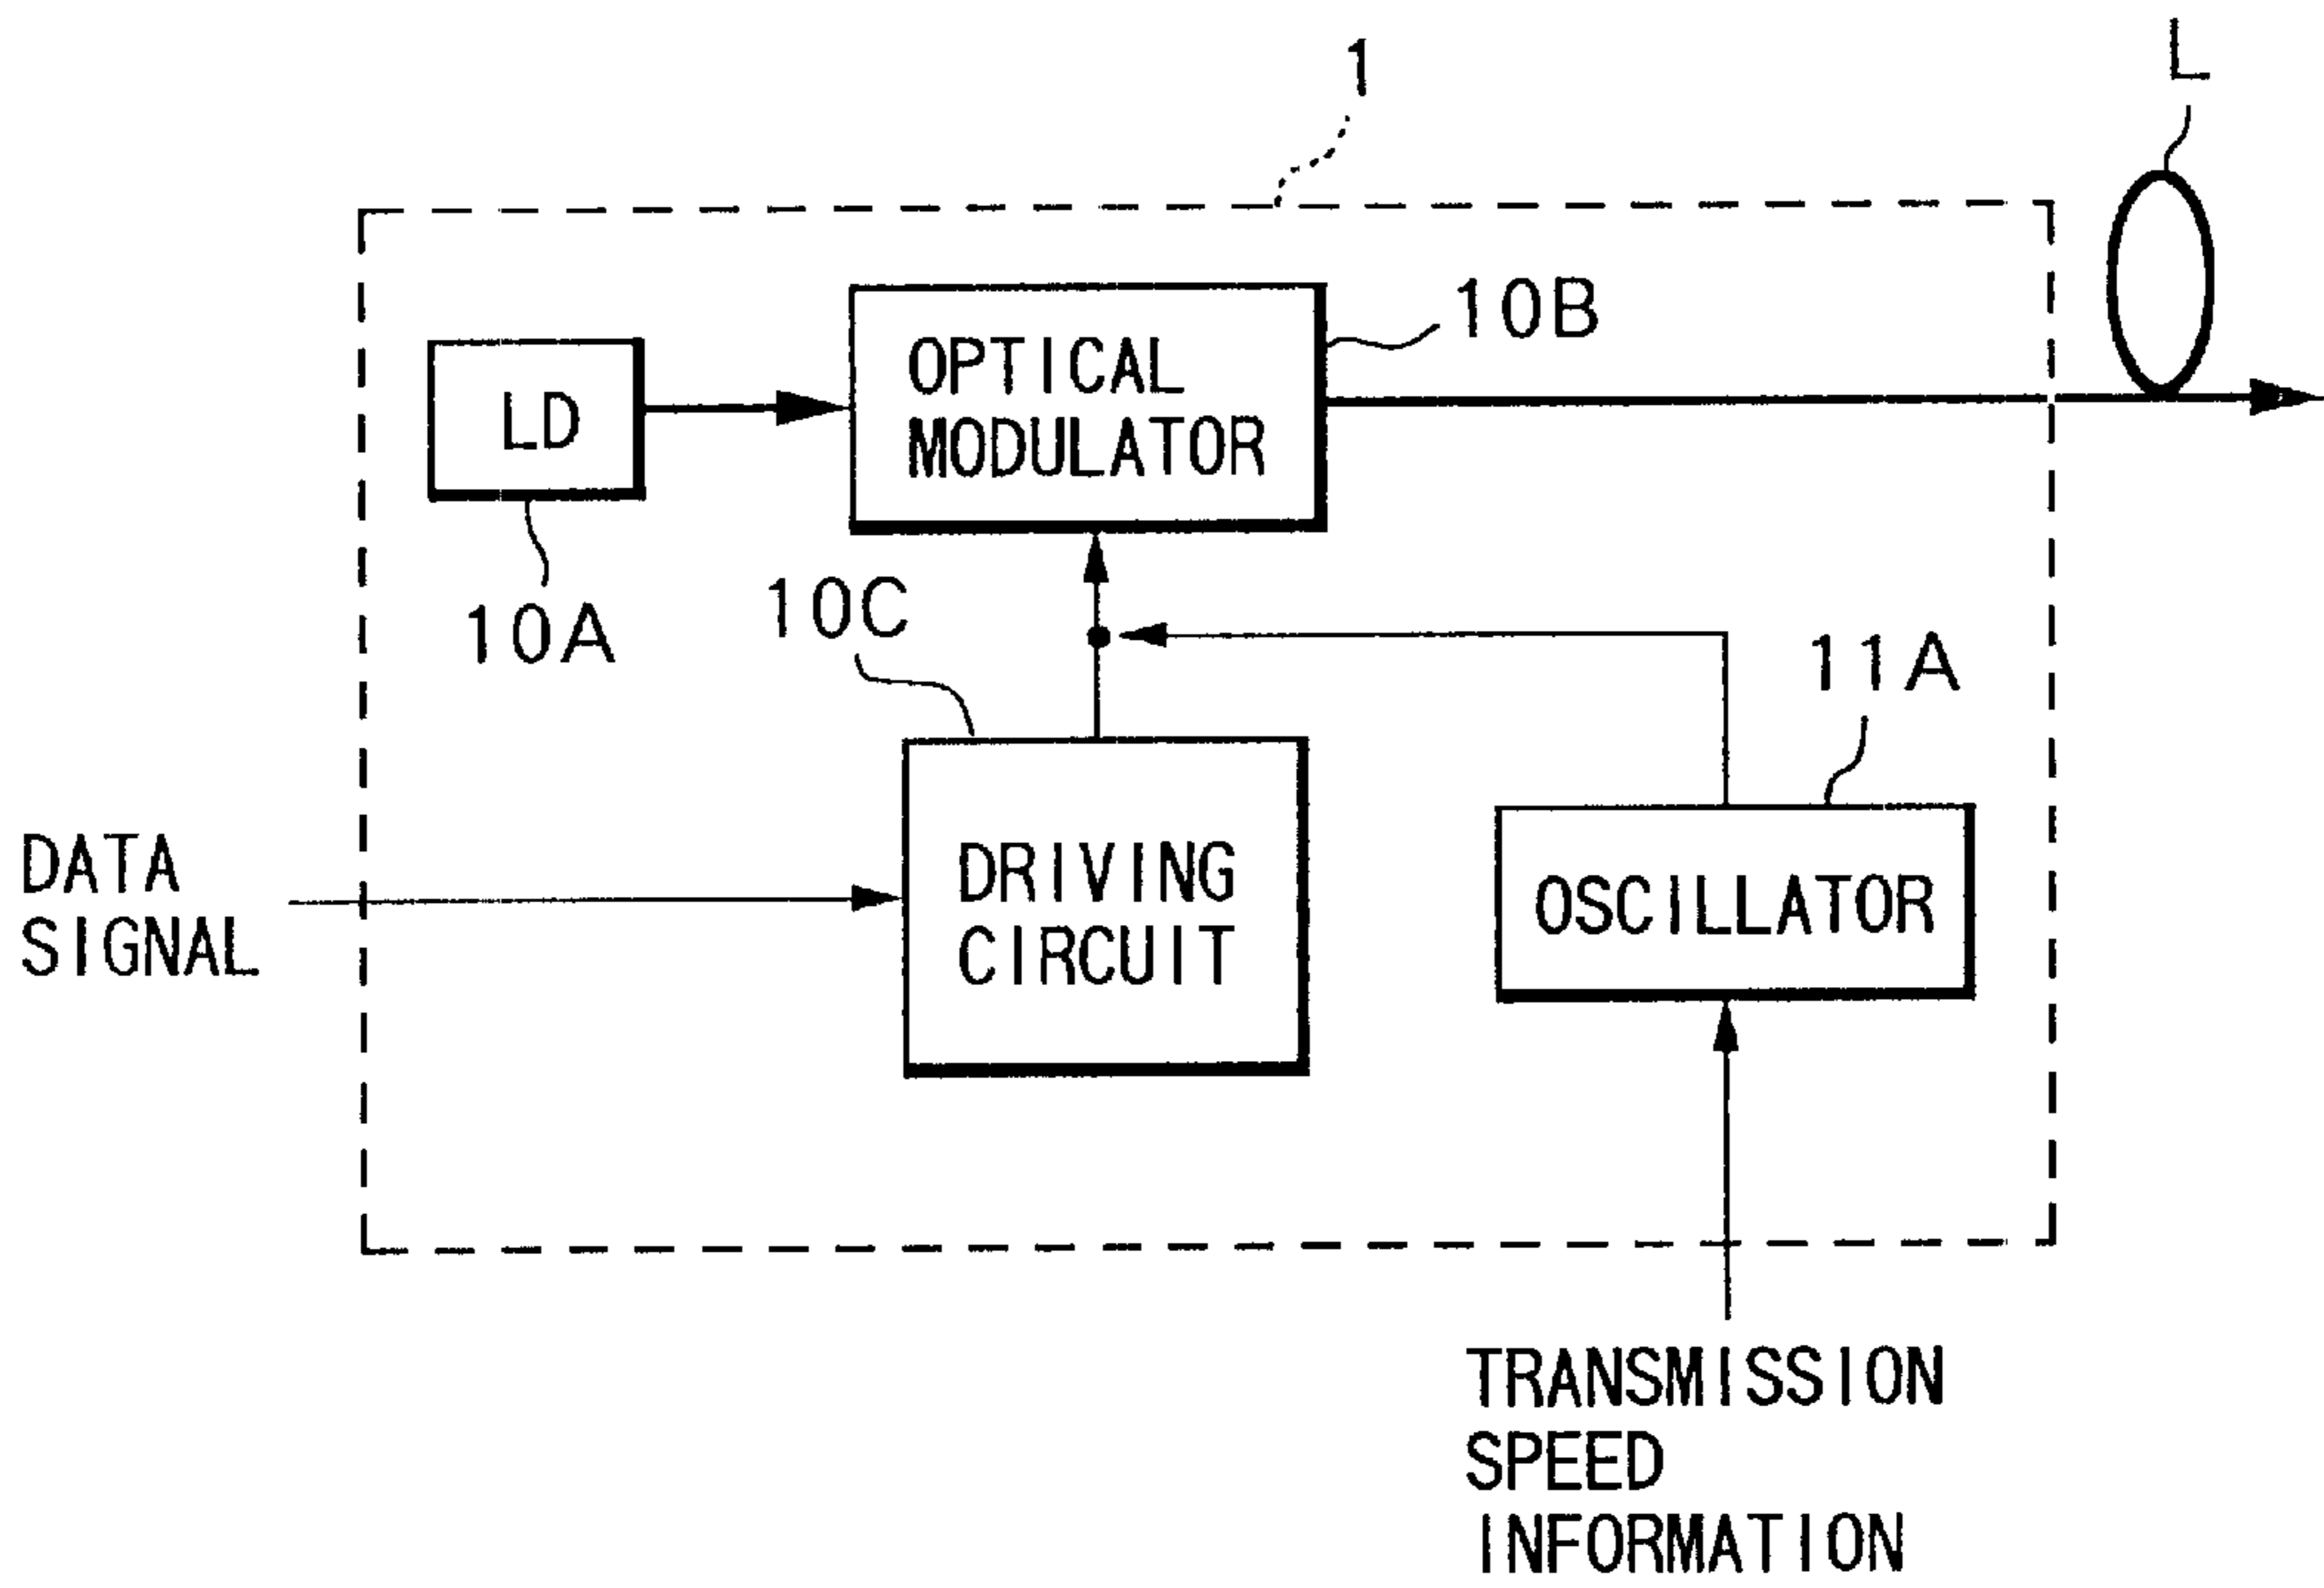 1
L
10B
LD
OPTICAL
MODULATOR
10A
10C
11A
DATA
SIGNAL
DRIVING
CIRCUIT
OSCILLATOR
TRANSMISSION
SPEED
INFORMATION